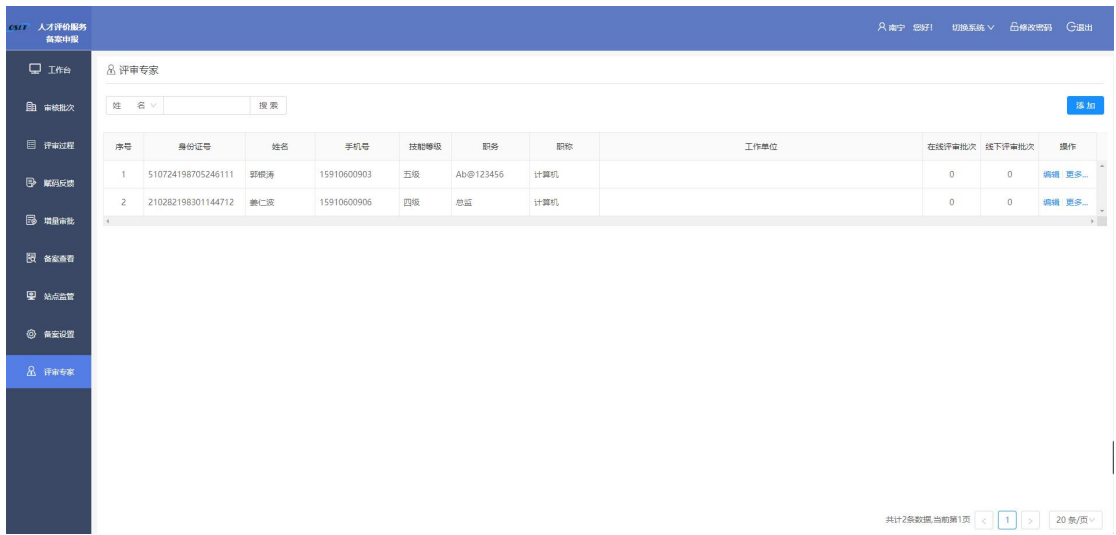 OSET 人才评价服务
备案申报
南宁 您好! 切换系统 修改密码 退出
工作台
审核批次
评审过程
赋码反馈
增量审批
备案查看
站点监管
备案设置
评审专家
评审专家
姓 名 搜 索 添 加
序号 身份证号 姓名 手机号 技能等级 职务 职称 工作单位 在线评审批次 线下评审批次 操作
1 510724198705246111 郭银涛 15910600903 五级 Ab@123456 计算机 0 0 编辑 更多...
2 210282198301144712 姜仁波 15910600906 四级 总监 计算机 0 0 编辑 更多...
共计2条数据,当前第1页 < 1 > 20 条/页